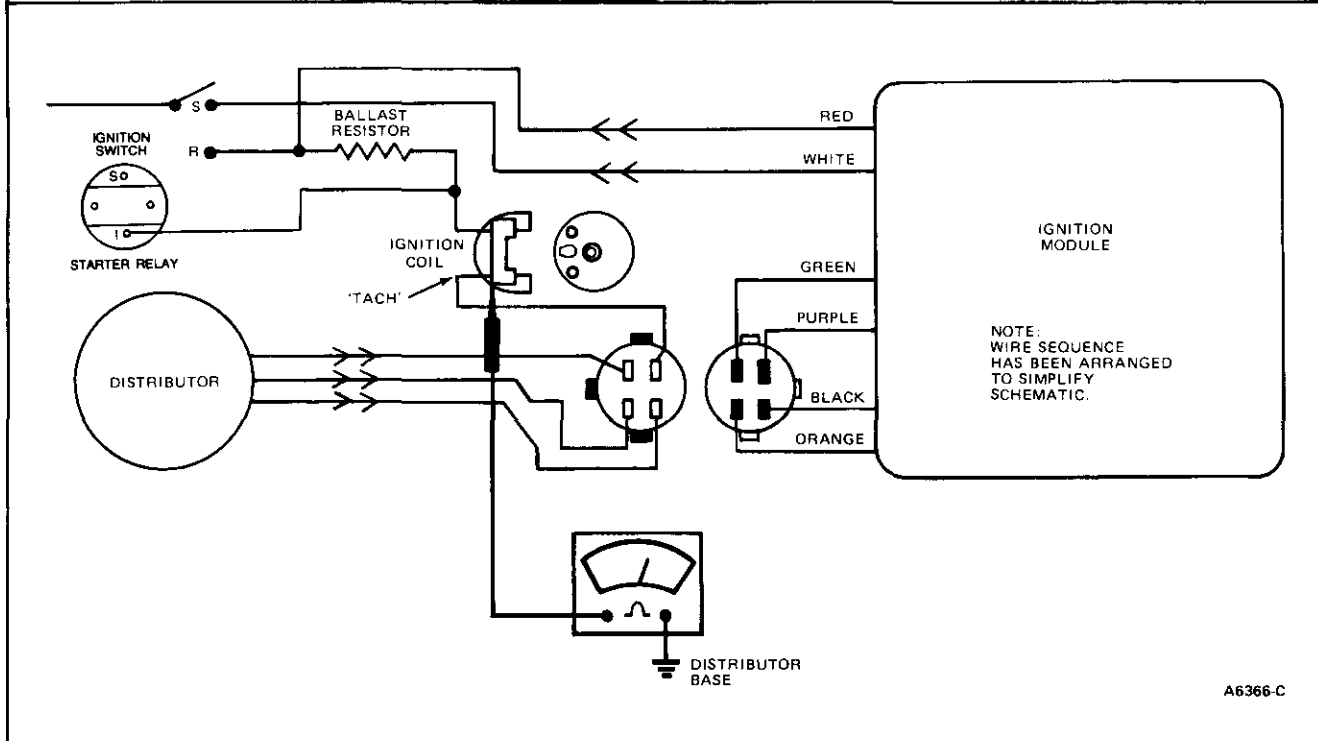 RED
S
BALLAST
RESISTOR
IGNITION
SWITCH
R
WHITE
S
I
STARTER RELAY
IGNITION
COIL
'TACH'
IGNITION
MODULE
GREEN
PURPLE
NOTE:
WIRE SEQUENCE
HAS BEEN ARRANGED
TO SIMPLIFY
SCHEMATIC.
DISTRIBUTOR
BLACK
ORANGE
DISTRIBUTOR
BASE
A6366-C